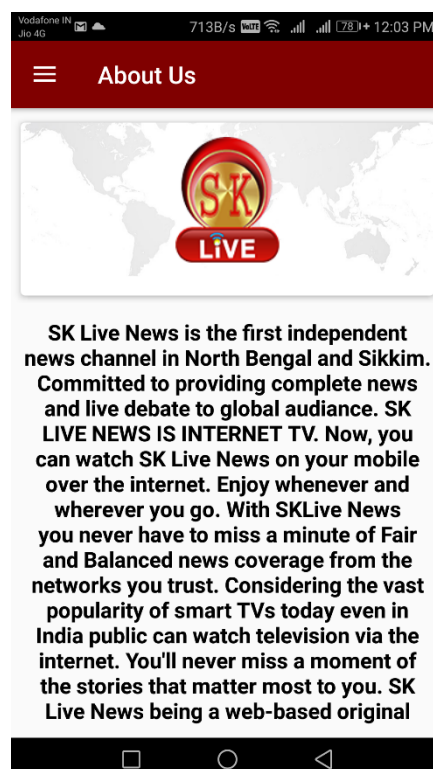 Vodafone IN
Jio 4G
713B/s VoLTE 78 12:03 PM
About Us
SK
LiVE
SK Live News is the first independent
news channel in North Bengal and Sikkim.
Committed to providing complete news
and live debate to global audiance. SK
LIVE NEWS IS INTERNET TV. Now, you
can watch SK Live News on your mobile
over the internet. Enjoy whenever and
wherever you go. With SKLive News
you never have to miss a minute of Fair
and Balanced news coverage from the
networks you trust. Considering the vast
popularity of smart TVs today even in
India public can watch television via the
internet. You'll never miss a moment of
the stories that matter most to you. SK
Live News being a web-based original